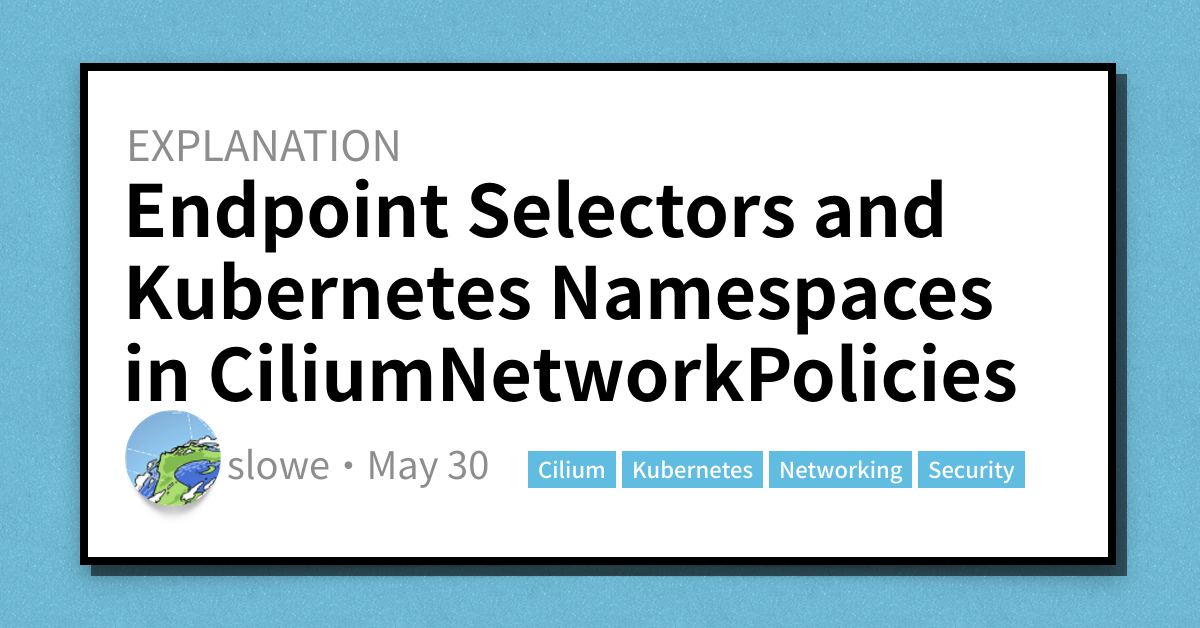 EXPLANATION
Endpoint Selectors and
Kubernetes Namespaces
in CiliumNetworkPolicies
slowe • May 30
Cilium Kubernetes Networking Security